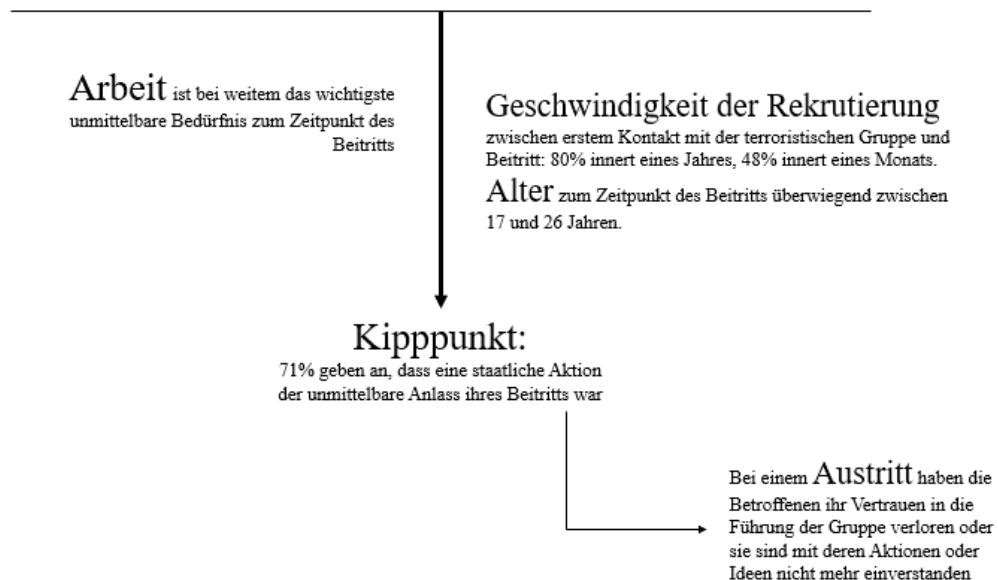 Arbeit ist bei weitem das wichtigste
unmittelbare Bedürfnis zum Zeitpunkt des
Beitritts
Geschwindigkeit der Rekrutierung
zwischen erstem Kontakt mit der terroristischen Gruppe und
Beitritt: 80% innert eines Jahres, 48% innert eines Monats.
Alter zum Zeitpunkt des Beitritts überwiegend zwischen
17 und 26 Jahren.
Kipppunkt:
71% geben an, dass eine staatliche Aktion
der unmittelbare Anlass ihres Beitritts war
Bei einem Austritt haben die
Betroffenen ihr Vertrauen in die
Führung der Gruppe verloren oder
sie sind mit deren Aktionen oder
Ideen nicht mehr einverstanden